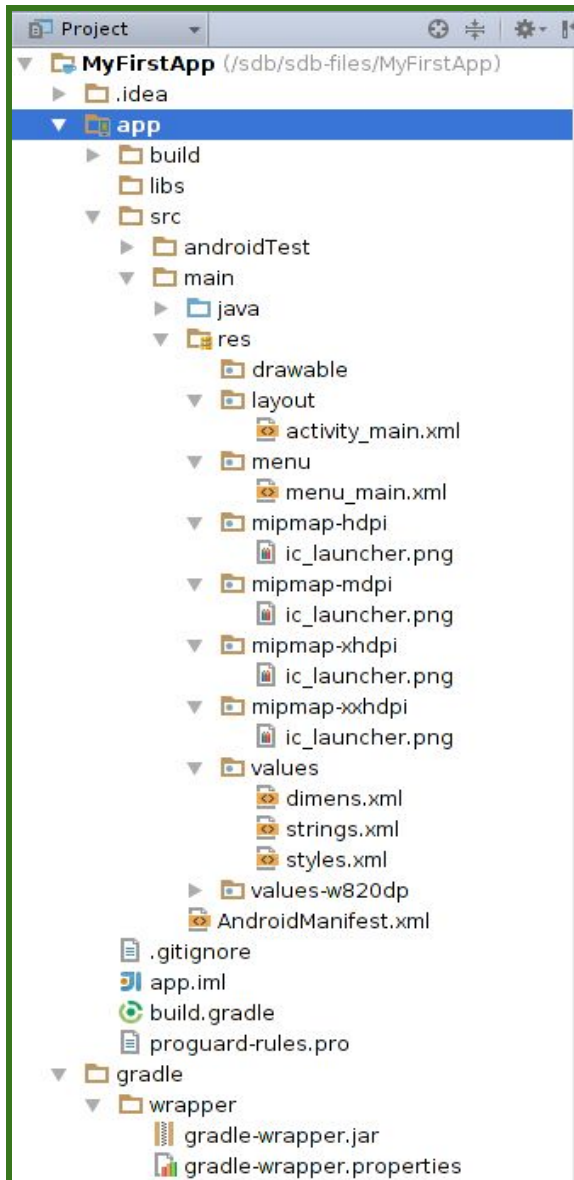 Project
MyFirstApp (/sdb/sdb-files/MyFirstApp)
.idea
app
build
libs
src
androidTest
main
java
res
drawable
layout
activity_main.xml
menu
menu_main.xml
mipmap-hdpi
ic_launcher.png
mipmap-mdpi
ic_launcher.png
mipmap-xhdpi
ic_launcher.png
mipmap-xxhdpi
ic_launcher.png
values
dimens.xml
strings.xml
styles.xml
values-w820dp
AndroidManifest.xml
.gitignore
app.iml
build.gradle
proguard-rules.pro
gradle
wrapper
gradle-wrapper.jar
gradle-wrapper.properties